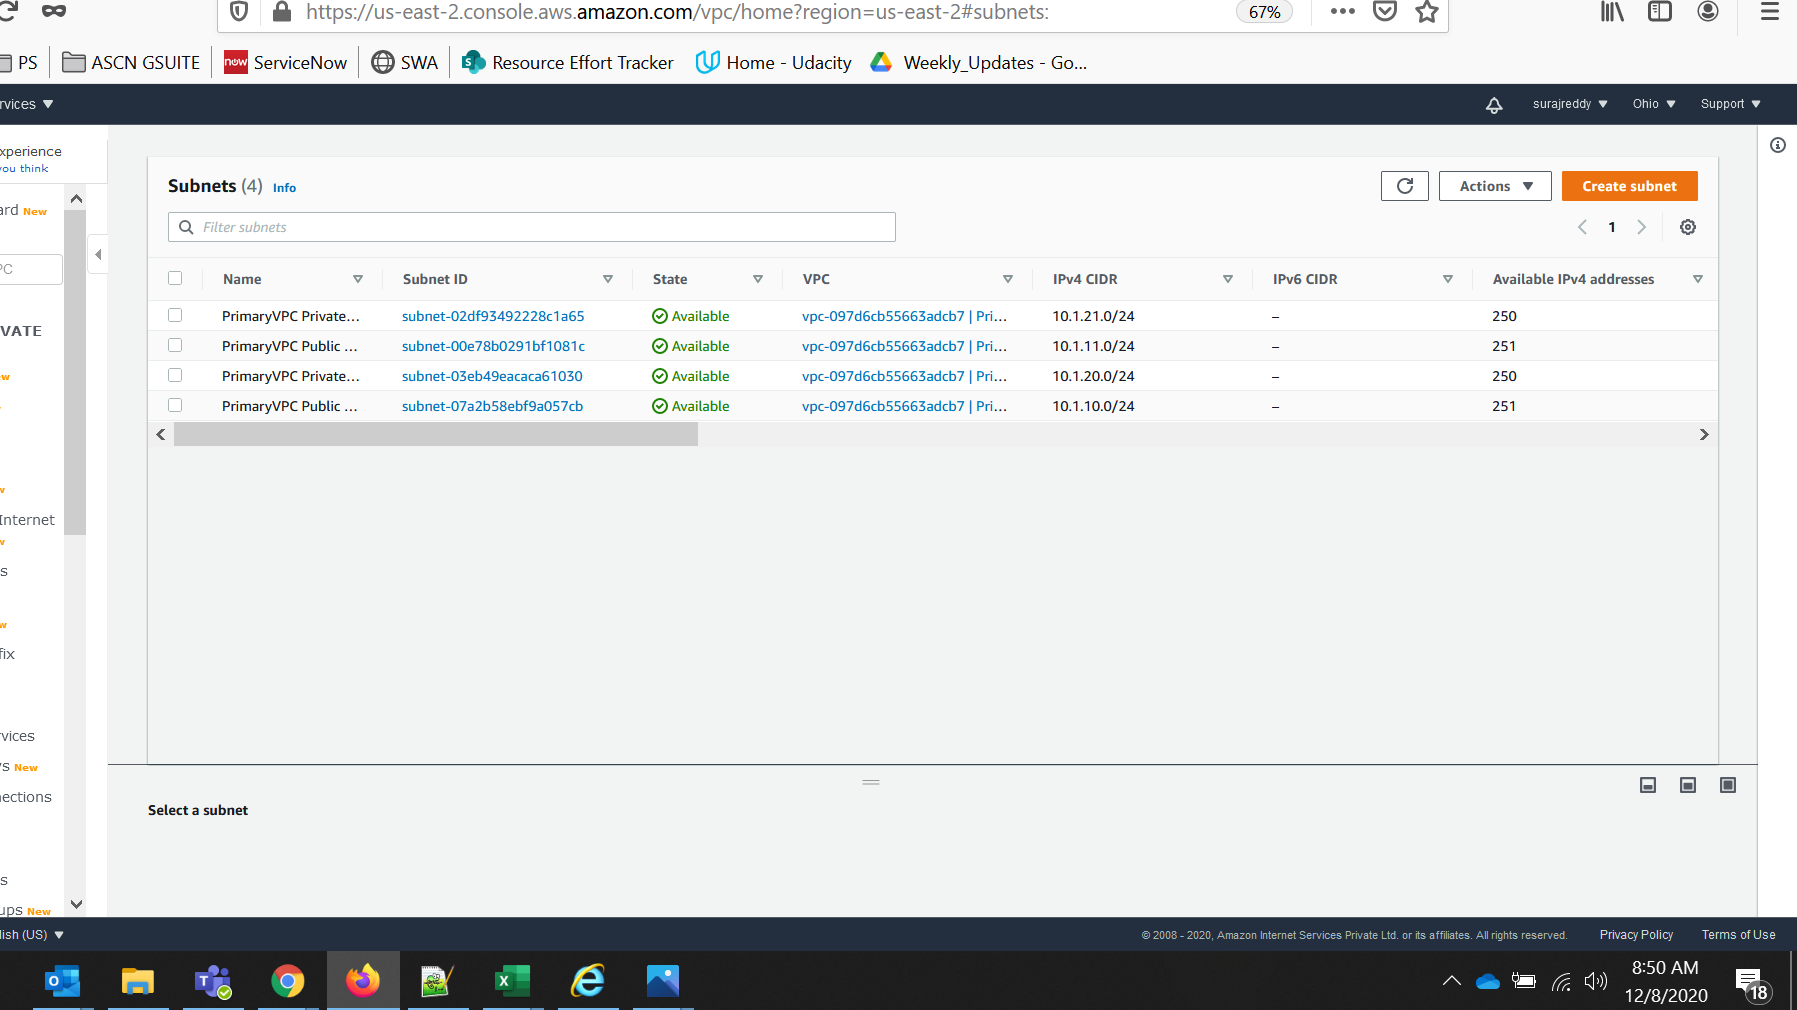 https://us-east-2.console.aws.amazon.com/vpc/home?region=us-east-2#subnets:
67%
PS
ASCN GSUITE
now
ServiceNow
SWA
Resource Effort Tracker
Home - Udacity
Weekly_Updates - Go...
rvices
surajreddy
Ohio
Support
xperience
you think
ard New
PC
VATE
w
w
Internet
w
s
w
fix
vices
s New
nections
s
ups New
Subnets (4) Info
Actions
Create subnet
Filter subnets
1
Name Subnet ID State VPC IPv4 CIDR IPv6 CIDR Available IPv4 addresses
PrimaryVPC Private... subnet-02df93492228c1a65 Available vpc-097d6cb55663adcb7 | Pri... 10.1.21.0/24 – 250
PrimaryVPC Public ... subnet-00e78b0291bf1081c Available vpc-097d6cb55663adcb7 | Pri... 10.1.11.0/24 – 251
PrimaryVPC Private... subnet-03eb49eacaca61030 Available vpc-097d6cb55663adcb7 | Pri... 10.1.20.0/24 – 250
PrimaryVPC Public ... subnet-07a2b58ebf9a057cb Available vpc-097d6cb55663adcb7 | Pri... 10.1.10.0/24 – 251
Select a subnet
lish (US)
© 2008 - 2020, Amazon Internet Services Private Ltd. or its affiliates. All rights reserved.
Privacy Policy
Terms of Use
8:50 AM
12/8/2020
18